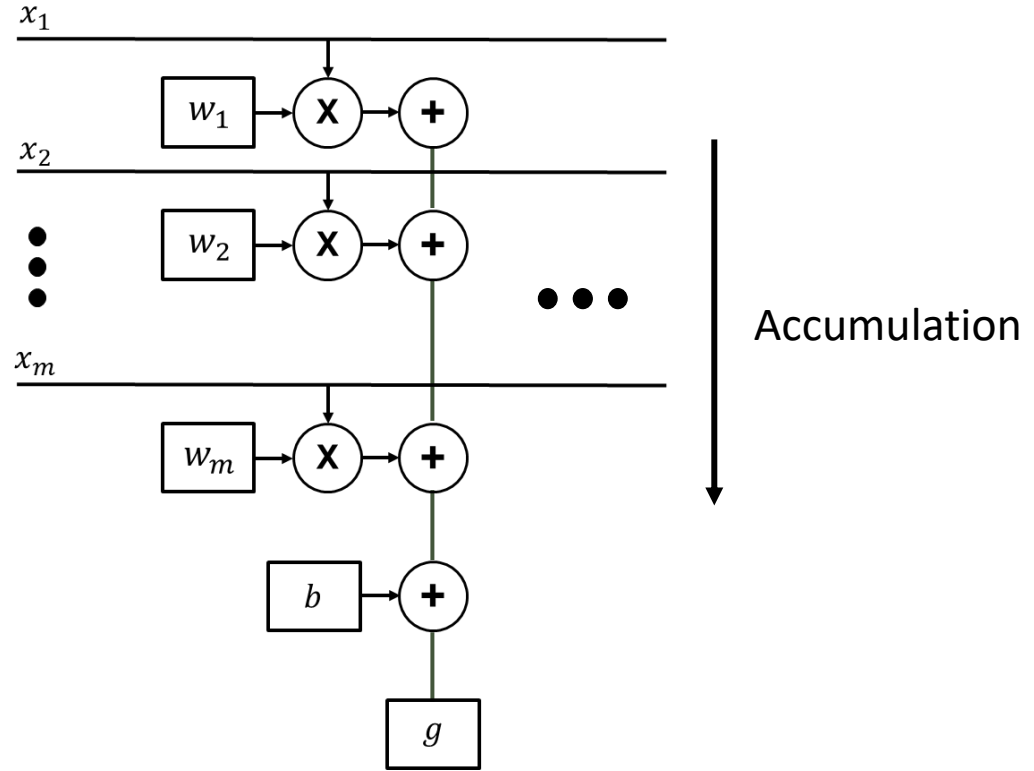 x₁
w₁ X +
x₂
w₂ X +
Accumulation
xₘ
wₘ X +
b +
g